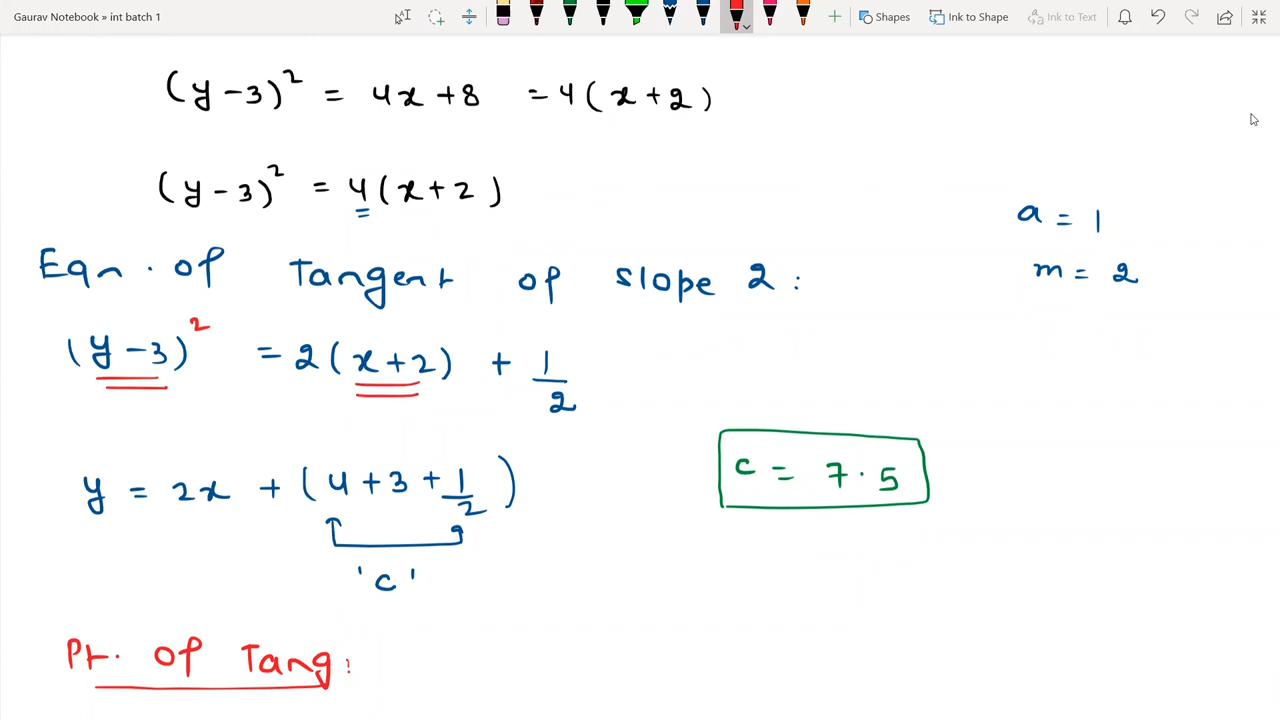 Gaurav Notebook » int batch 1
Shapes
Ink to Shape
Ink to Text
(y-3)² = 4x+8 = 4(x+2)
(y-3)² = 4(x+2)
a = 1
m = 2
Eqn. of Tangent of slope 2:
(y-3)² = 2(x+2) + 1/2
y = 2x + (4+3+1/2)
c = 7.5
'c'
Pt. of Tang: